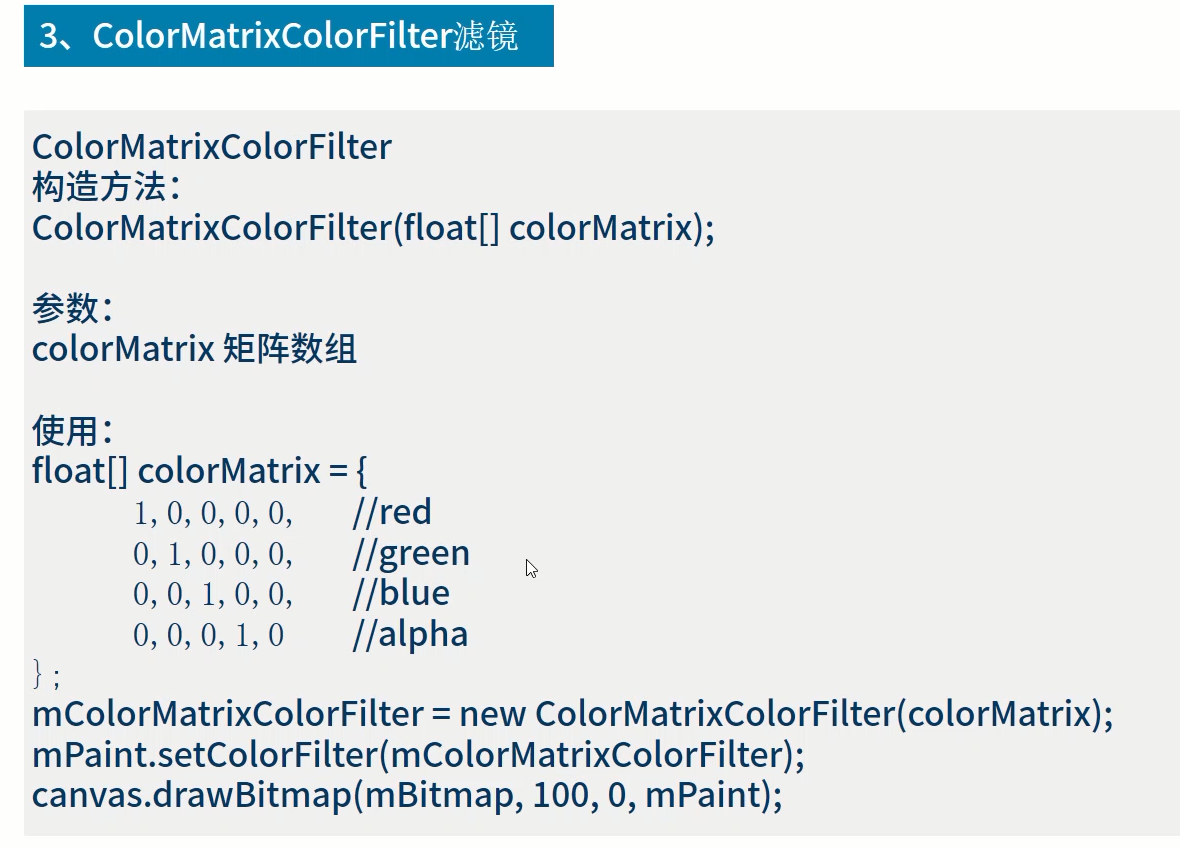 3、ColorMatrixColorFilter滤镜
ColorMatrixColorFilter
构造方法：
ColorMatrixColorFilter(float[] colorMatrix);
参数：
colorMatrix 矩阵数组
使用：
float[] colorMatrix = {
1, 0, 0, 0, 0, //red
0, 1, 0, 0, 0, //green
0, 0, 1, 0, 0, //blue
0, 0, 0, 1, 0 //alpha
};
mColorMatrixColorFilter = new ColorMatrixColorFilter(colorMatrix);
mPaint.setColorFilter(mColorMatrixColorFilter);
canvas.drawBitmap(mBitmap, 100, 0, mPaint);